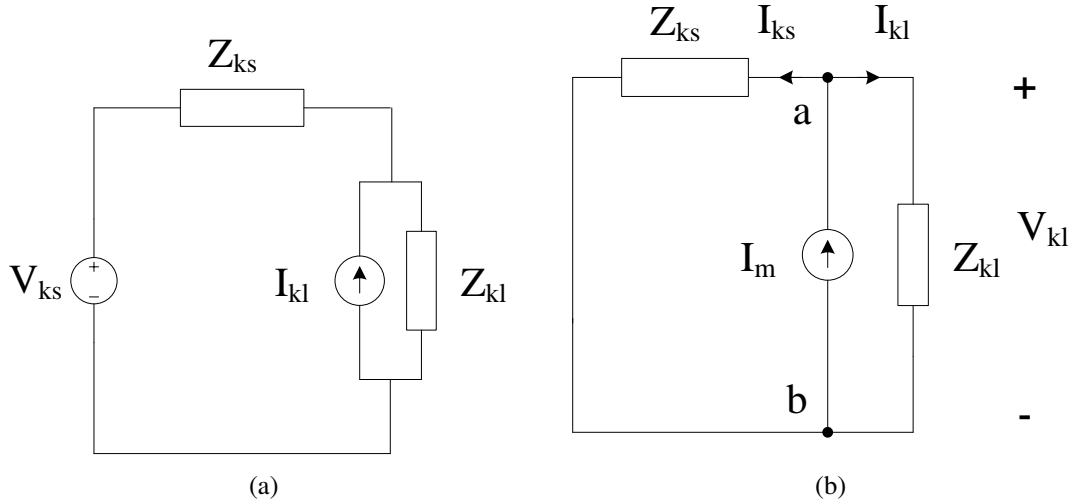 Z_ks
V_ks
+
−
I_kl
Z_kl
(a)
Z_ks I_ks I_kl
a
+
I_m
Z_kl
V_kl
b
-
(b)